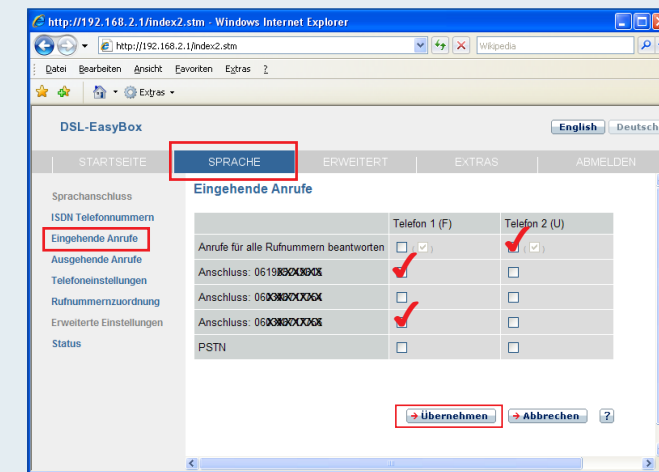 http://192.168.2.1/index2.stm - Windows Internet Explorer
http://192.168.2.1/index2.stm Wikipedia
Datei Bearbeiten Ansicht Favoriten Extras ?
Extras
DSL-EasyBox English Deutsch
STARTSEITE SPRACHE ERWEITERT EXTRAS ABMELDEN
Sprachanschluss
ISDN Telefonnummern
Eingehende Anrufe
Ausgehende Anrufe
Telefoneinstellungen
Rufnummernzuordnung
Erweiterte Einstellungen
Status
Eingehende Anrufe
Telefon 1 (F) Telefon 2 (U)
Anrufe für alle Rufnummern beantworten
Anschluss: 0619
Anschluss: 060
Anschluss: 060
PSTN
Übernehmen Abbrechen ?